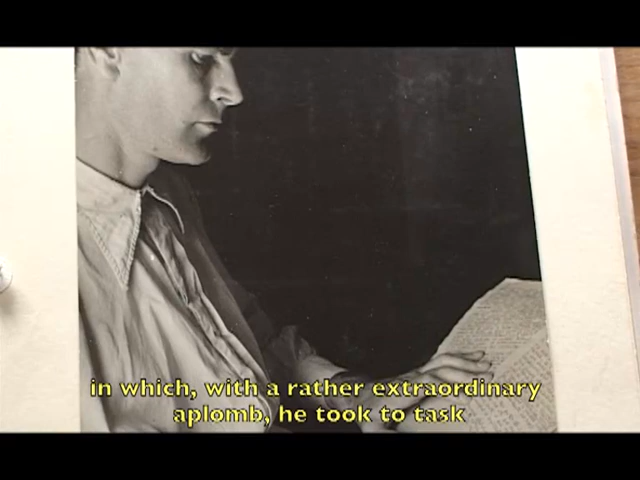 in which, with a rather extraordinary
aplomb, he took to task